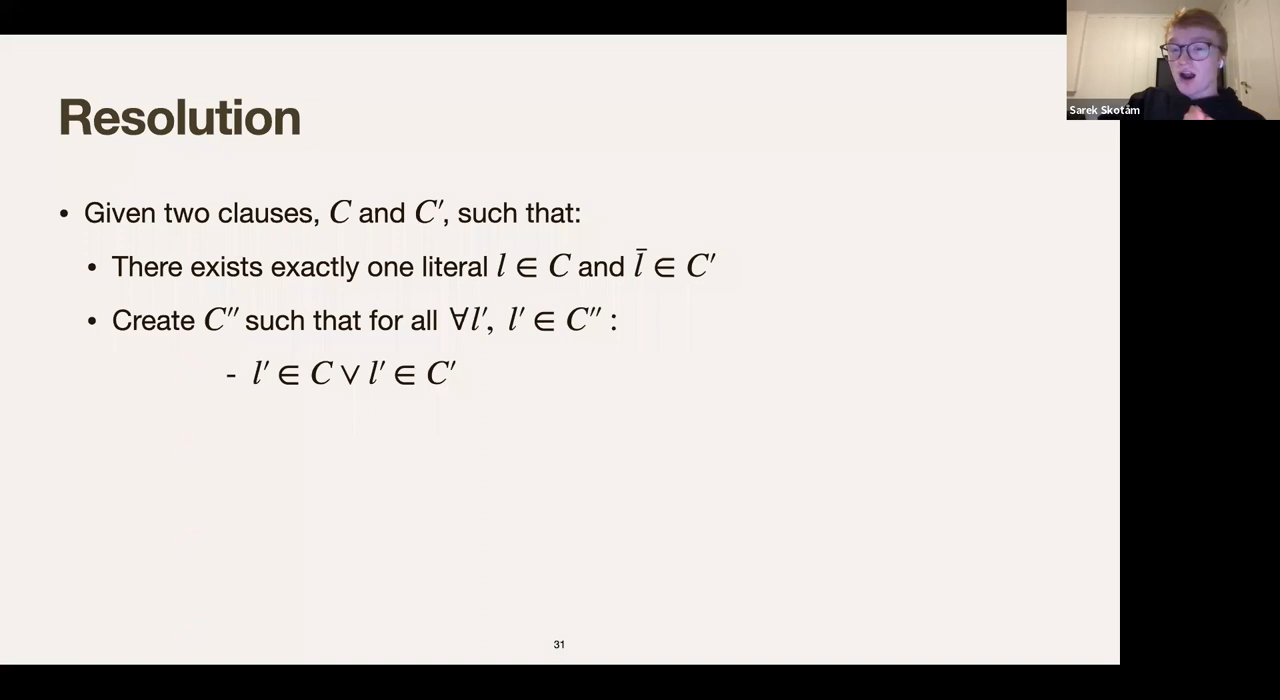 Sarek Skotåm
Resolution
• Given two clauses, C and C′, such that:
• There exists exactly one literal l ∈ C and l̄ ∈ C′
• Create C″ such that for all ∀l′, l′ ∈ C″ :
- l′ ∈ C ∨ l′ ∈ C′
31